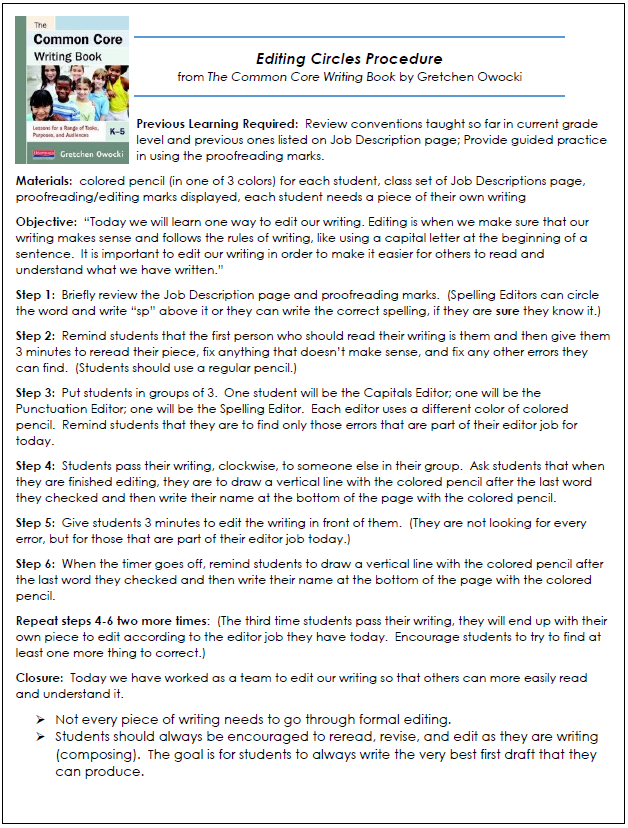 The
Common Core
Writing Book
Lessons for a Range of Tasks,
Purposes, and Audiences
K–5
Heinemann
Gretchen Owocki
Editing Circles Procedure
from The Common Core Writing Book by Gretchen Owocki
Previous Learning Required:  Review conventions taught so far in current grade
level and previous ones listed on Job Description page; Provide guided practice
in using the proofreading marks.
Materials:  colored pencil (in one of 3 colors) for each student, class set of Job Descriptions page,
proofreading/editing marks displayed, each student needs a piece of their own writing
Objective:  “Today we will learn one way to edit our writing. Editing is when we make sure that our
writing makes sense and follows the rules of writing, like using a capital letter at the beginning of a
sentence.  It is important to edit our writing in order to make it easier for others to read and
understand what we have written.”
Step 1:  Briefly review the Job Description page and proofreading marks.  (Spelling Editors can circle
the word and write “sp” above it or they can write the correct spelling, if they are sure they know it.)
Step 2:  Remind students that the first person who should read their writing is them and then give them
3 minutes to reread their piece, fix anything that doesn’t make sense, and fix any other errors they
can find.  (Students should use a regular pencil.)
Step 3:  Put students in groups of 3.  One student will be the Capitals Editor; one will be the
Punctuation Editor; one will be the Spelling Editor.  Each editor uses a different color of colored
pencil.  Remind students that they are to find only those errors that are part of their editor job for
today.
Step 4:  Students pass their writing, clockwise, to someone else in their group.  Ask students that when
they are finished editing, they are to draw a vertical line with the colored pencil after the last word
they checked and then write their name at the bottom of the page with the colored pencil.
Step 5:  Give students 3 minutes to edit the writing in front of them.  (They are not looking for every
error, but for those that are part of their editor job today.)
Step 6:  When the timer goes off, remind students to draw a vertical line with the colored pencil after
the last word they checked and then write their name at the bottom of the page with the colored
pencil.
Repeat steps 4-6 two more times:  (The third time students pass their writing, they will end up with their
own piece to edit according to the editor job they have today.  Encourage students to try to find at
least one more thing to correct.)
Closure:  Today we have worked as a team to edit our writing so that others can more easily read
and understand it.
➢ Not every piece of writing needs to go through formal editing.
➢ Students should always be encouraged to reread, revise, and edit as they are writing
(composing).  The goal is for students to always write the very best first draft that they
can produce.